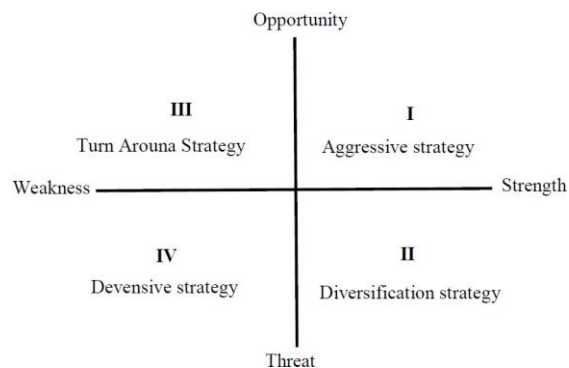 Opportunity
III
I
Turn Arouna Strategy
Aggressive strategy
Weakness
Strength
IV
II
Devensive strategy
Diversification strategy
Threat